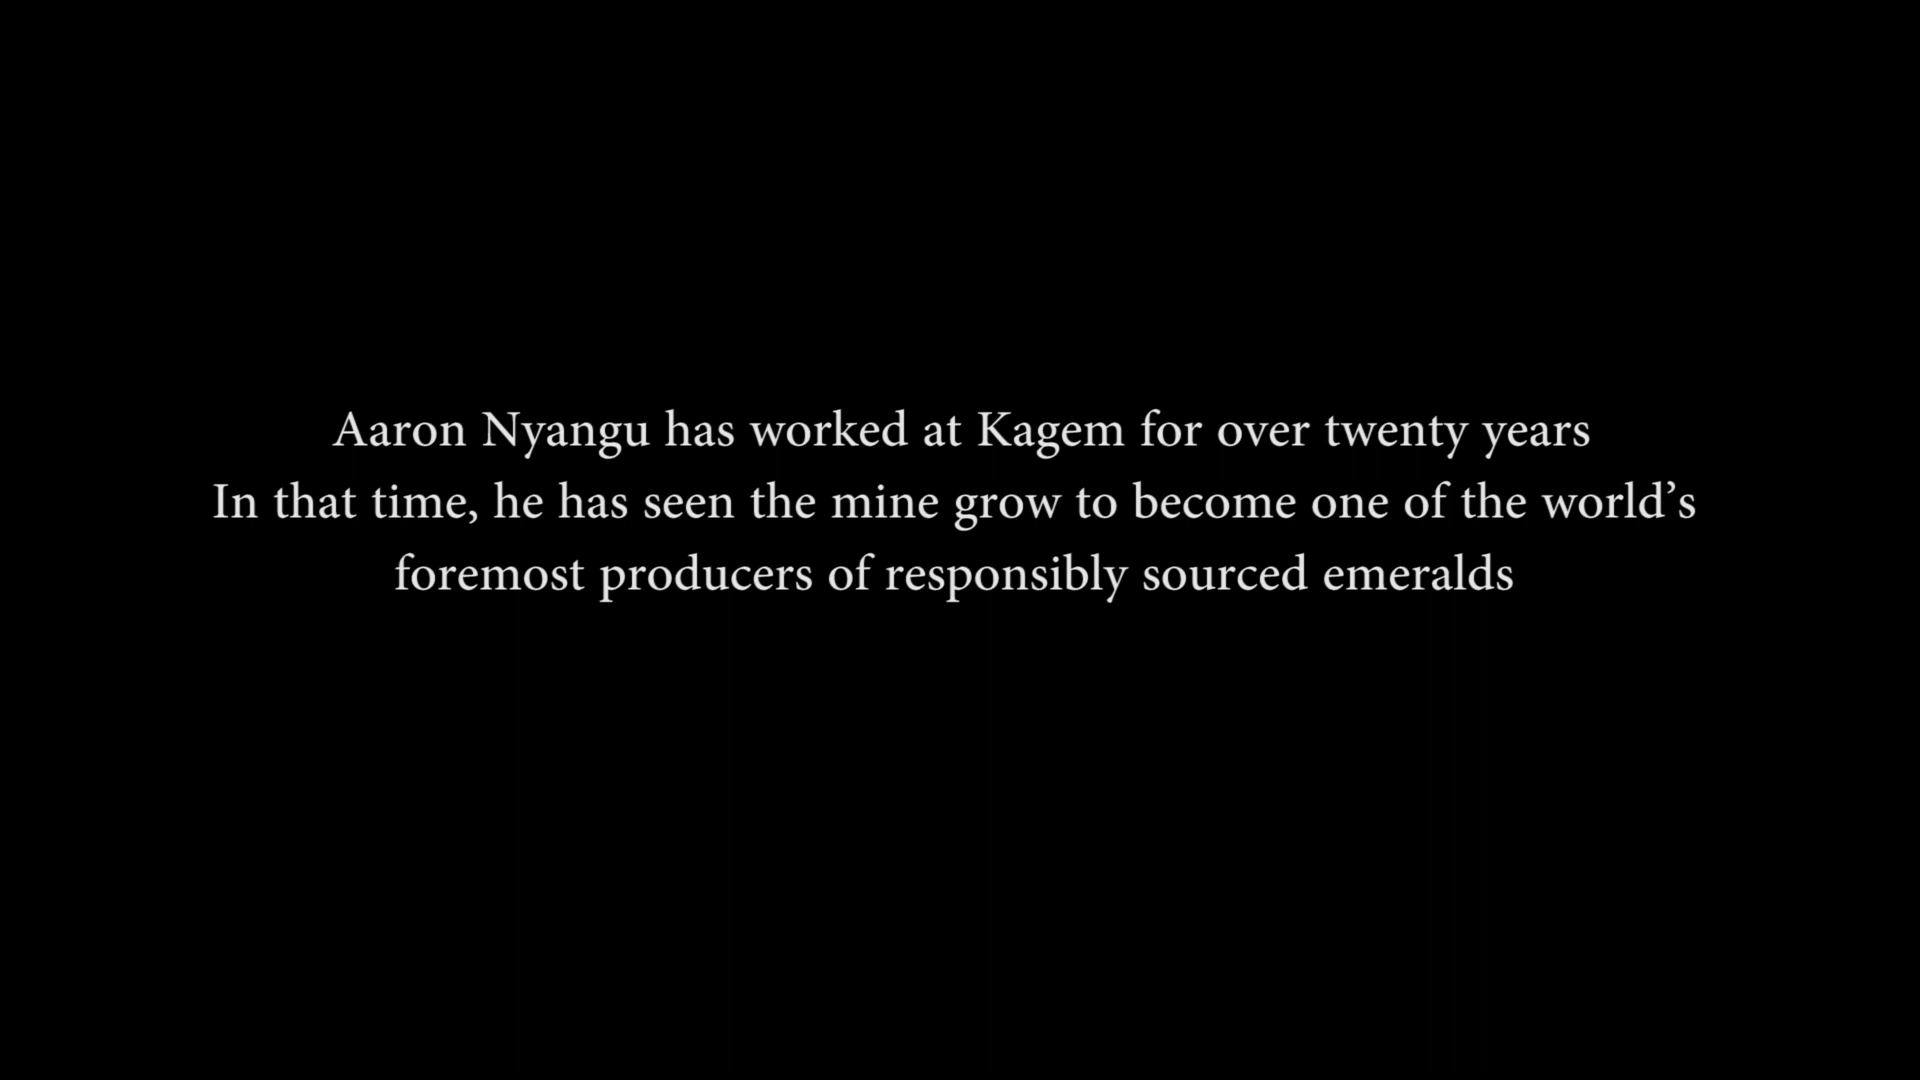 Aaron Nyangu has worked at Kagem for over twenty years
In that time, he has seen the mine grow to become one of the world’s
foremost producers of responsibly sourced emeralds